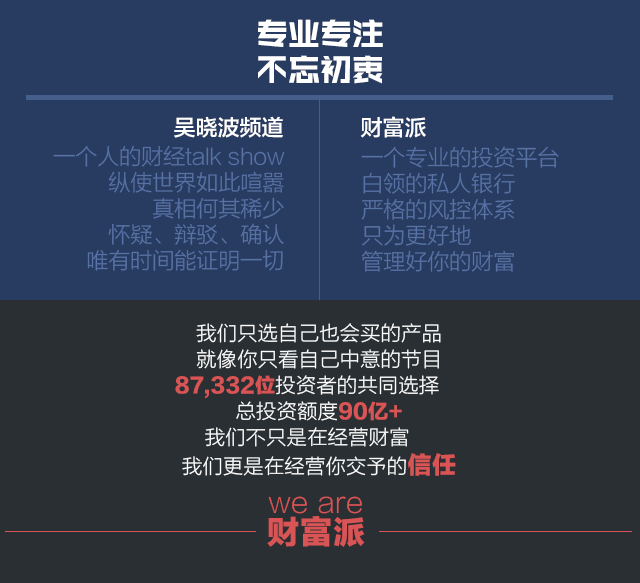 专业专注
不忘初衷
吴晓波频道
一个人的财经talk show
纵使世界如此喧嚣
真相何其稀少
怀疑、辩驳、确认
唯有时间能证明一切
财富派
一个专业的投资平台
白领的私人银行
严格的风控体系
只为更好地
管理好你的财富
我们只选自己也会买的产品
就像你只看自己中意的节目
87,332位投资者的共同选择
总投资额度90亿+
我们不只是在经营财富
我们更是在经营你交予的信任
we are
财富派